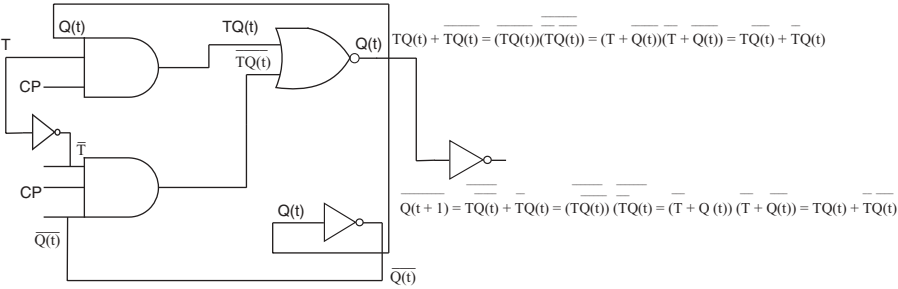 Q(t)
TQ(t)
T
TQ(t)
Q(t)
TQ(t) + TQ(t) = (TQ(t))(TQ(t)) = (T + Q(t))(T + Q(t)) = TQ(t) + TQ(t)
CP
T
CP
Q(t)
Q(t + 1) = TQ(t) + TQ(t) = (TQ(t)) (TQ(t) = (T + Q (t)) (T + Q(t)) = TQ(t) + TQ(t)
Q(t)
Q(t)